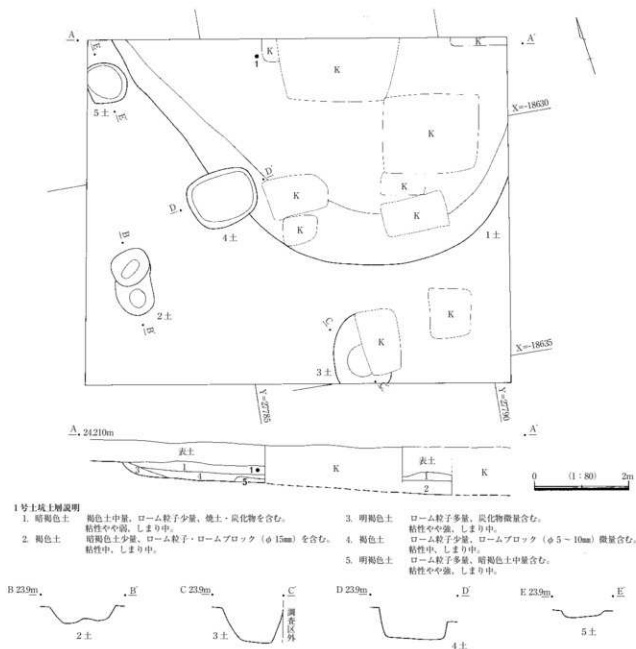 A
A'
E
1
K
K
K
5土
E'
X=-18630
K
D'
K
K
D
K
K
4土
1土
B
2土
B'
C
K
K
3土
C'
X=-18635
Y=27785
Y=27790
A 24.210m
A'
表土
K
表土
K
1
1
3
4
5
1
2
0 (1:80) 2m
1号土坑土層説明
1. 暗褐色土 褐色土中量、ローム粒子少量、焼土・炭化物を含む。
粘性やや弱、しまり中。
2. 褐色土 暗褐色土少量、ローム粒子・ロームブロック（φ15mm）を含む。
粘性中、しまり中。
3. 明褐色土 ローム粒子多量、炭化物微量含む。
粘性やや強、しまり中。
4. 褐色土 ローム粒子少量、ロームブロック（φ5～10mm）微量含む。
粘性中、しまり中。
5. 明褐色土 ローム粒子多量、暗褐色土中量含む。
粘性やや強、しまり中。
B 23.9m B'
2土
C 23.9m C'
3土
調査区外
D 23.9m D'
4土
E 23.9m E'
5土